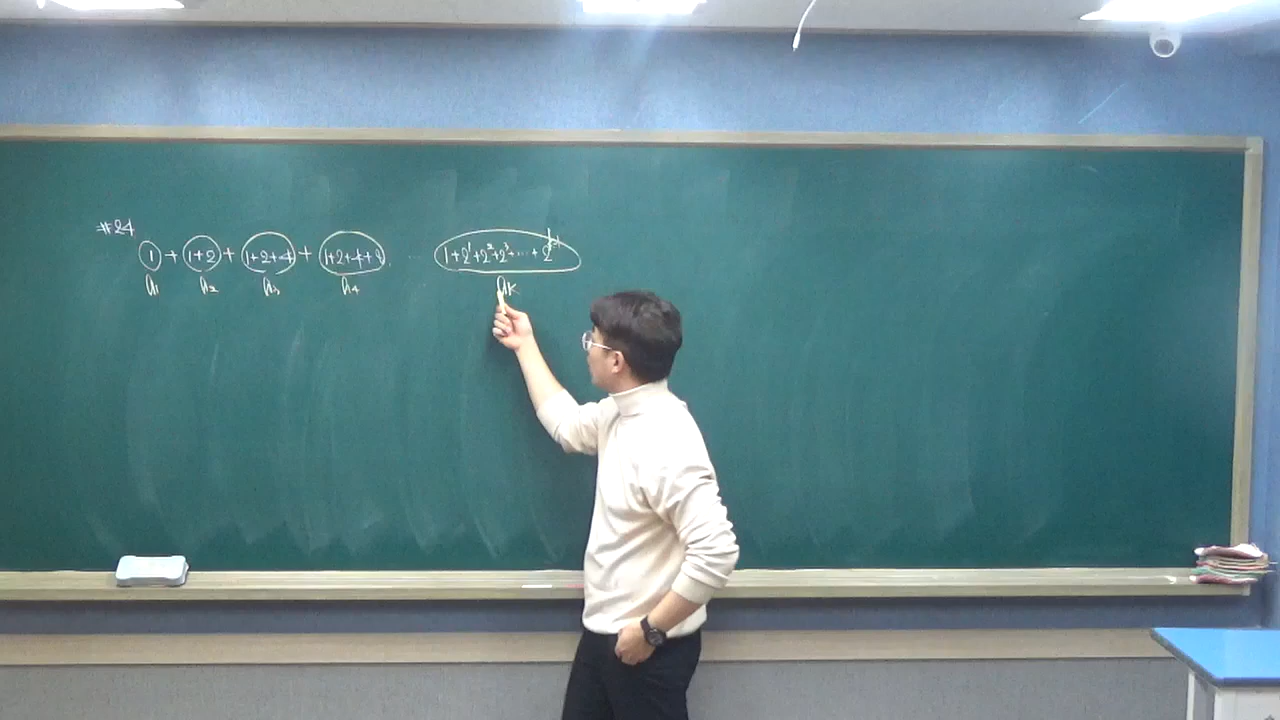 #24
1 + 1+2 + 1+2+4 + 1+2+4+8 ... 1+2¹+2²+2³+...+2ᵏ⁻¹
a₁ a₂ a₃ a₄ aₖ